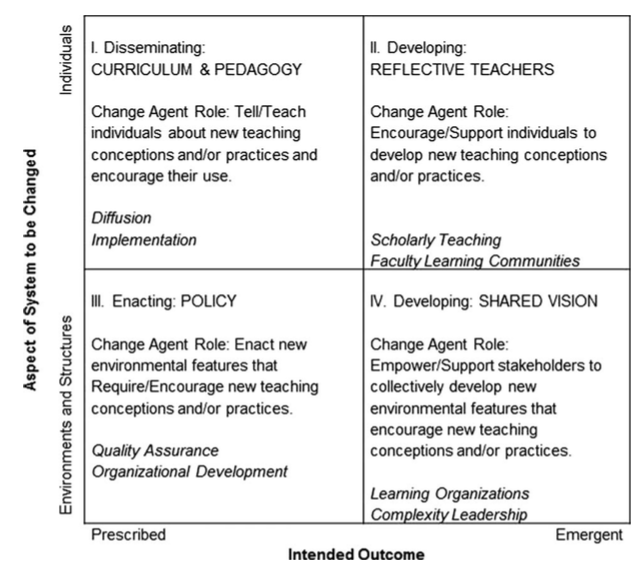 Aspect of System to be Changed
Individuals
I. Disseminating:
CURRICULUM & PEDAGOGY
Change Agent Role: Tell/Teach
individuals about new teaching
conceptions and/or practices and
encourage their use.
Diffusion
Implementation
II. Developing:
REFLECTIVE TEACHERS
Change Agent Role:
Encourage/Support individuals to
develop new teaching conceptions
and/or practices.
Scholarly Teaching
Faculty Learning Communities
Environments and Structures
III. Enacting: POLICY
Change Agent Role: Enact new
environmental features that
Require/Encourage new teaching
conceptions and/or practices.
Quality Assurance
Organizational Development
IV. Developing: SHARED VISION
Change Agent Role:
Empower/Support stakeholders to
collectively develop new
environmental features that
encourage new teaching
conceptions and/or practices.
Learning Organizations
Complexity Leadership
Prescribed
Emergent
Intended Outcome